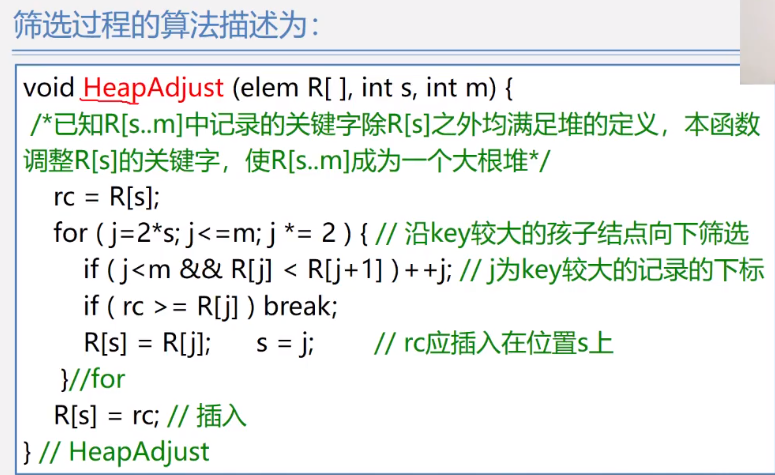 筛选过程的算法描述为：
void HeapAdjust (elem R[ ], int s, int m) {
/*已知R[s..m]中记录的关键字除R[s]之外均满足堆的定义，本函数
调整R[s]的关键字，使R[s..m]成为一个大根堆*/
rc = R[s];
for ( j=2*s; j<=m; j *= 2 ) { // 沿key较大的孩子结点向下筛选
if ( j<m && R[j] < R[j+1] ) ++j; // j为key较大的记录的下标
if ( rc >= R[j] ) break;
R[s] = R[j]; s = j; // rc应插入在位置s上
}//for
R[s] = rc; // 插入
} // HeapAdjust